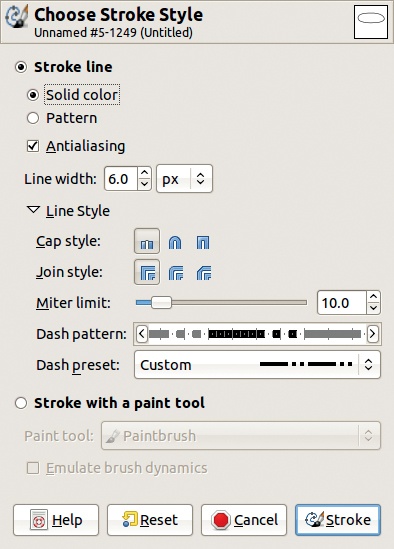 Choose Stroke Style
Unnamed #5-1249 (Untitled)
Stroke line
Solid color
Pattern
Antialiasing
Line width: 6.0 px
Line Style
Cap style:
Join style:
Miter limit: 10.0
Dash pattern:
Dash preset: Custom
Stroke with a paint tool
Paint tool: Paintbrush
Emulate brush dynamics
Help Reset Cancel Stroke